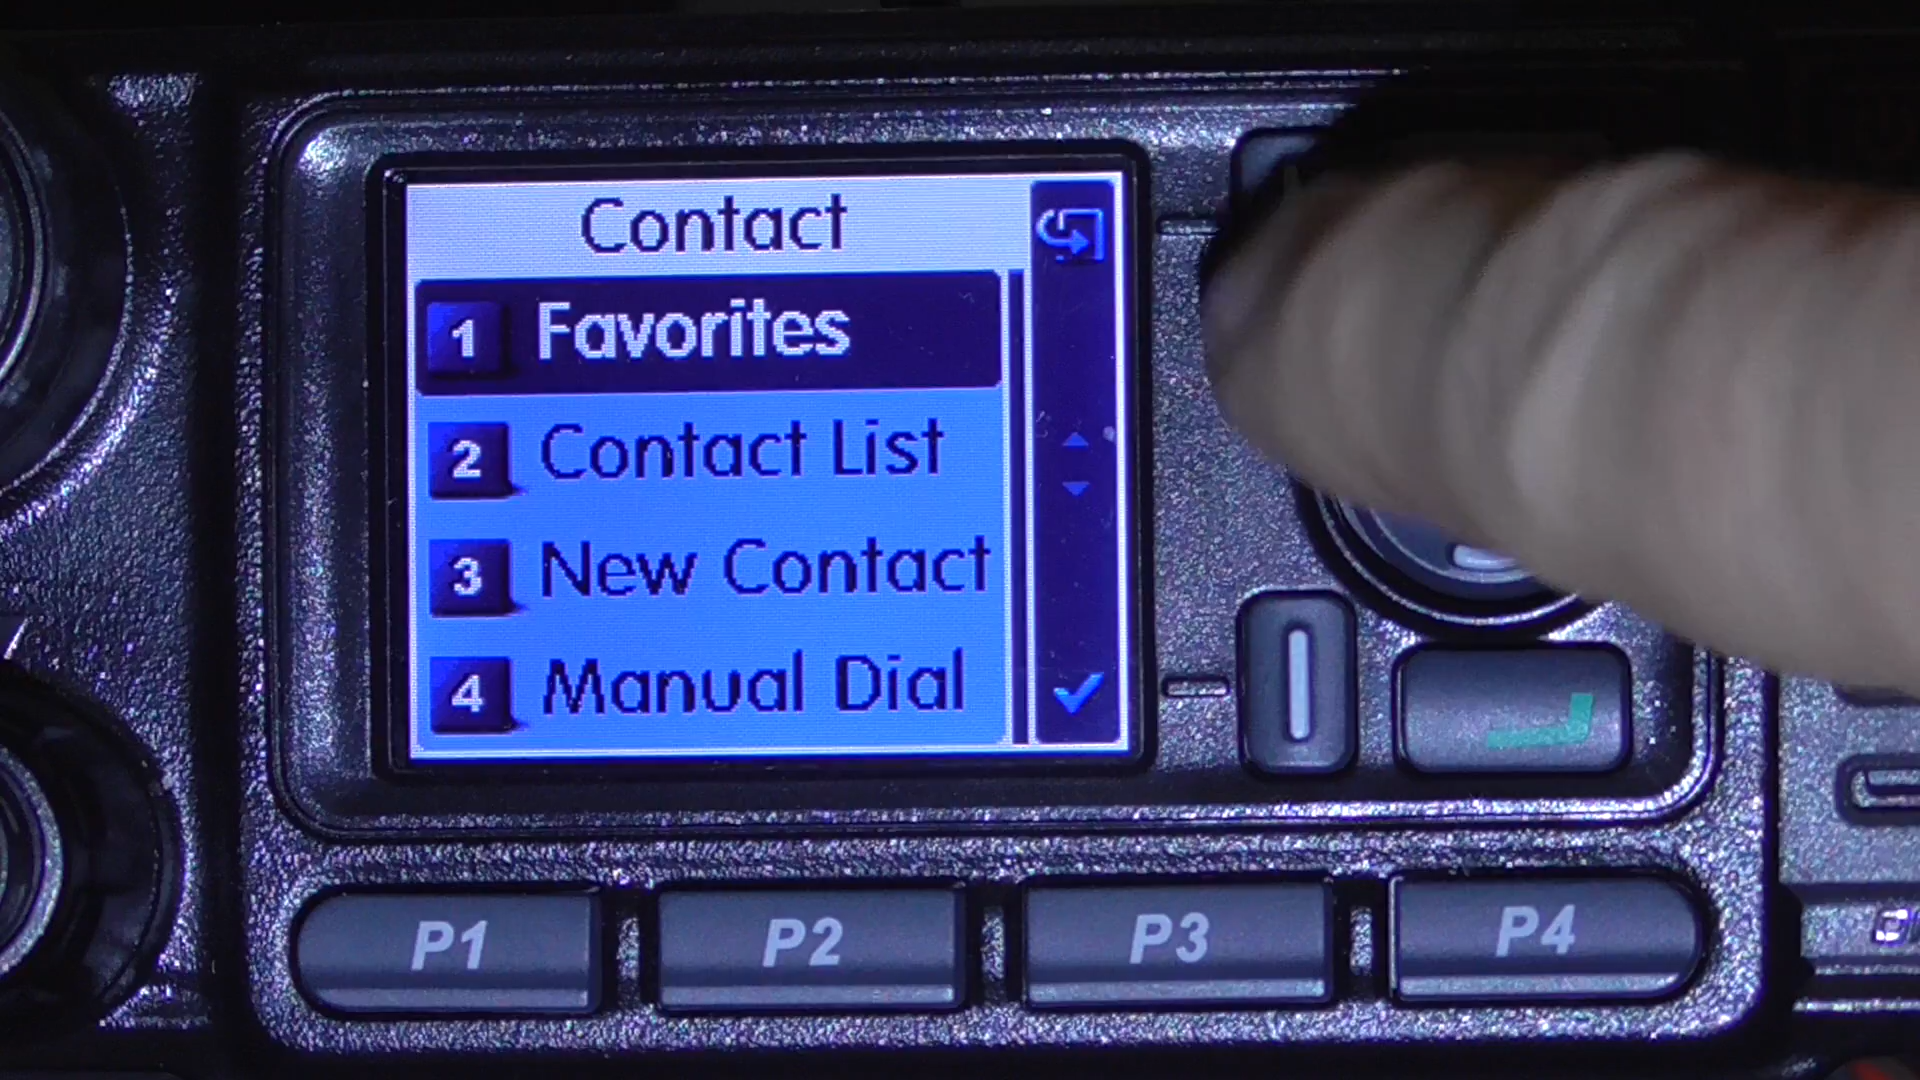 Contact
1 Favorites
2 Contact List
3 New Contact
4 Manual Dial
P1 P2 P3 P4